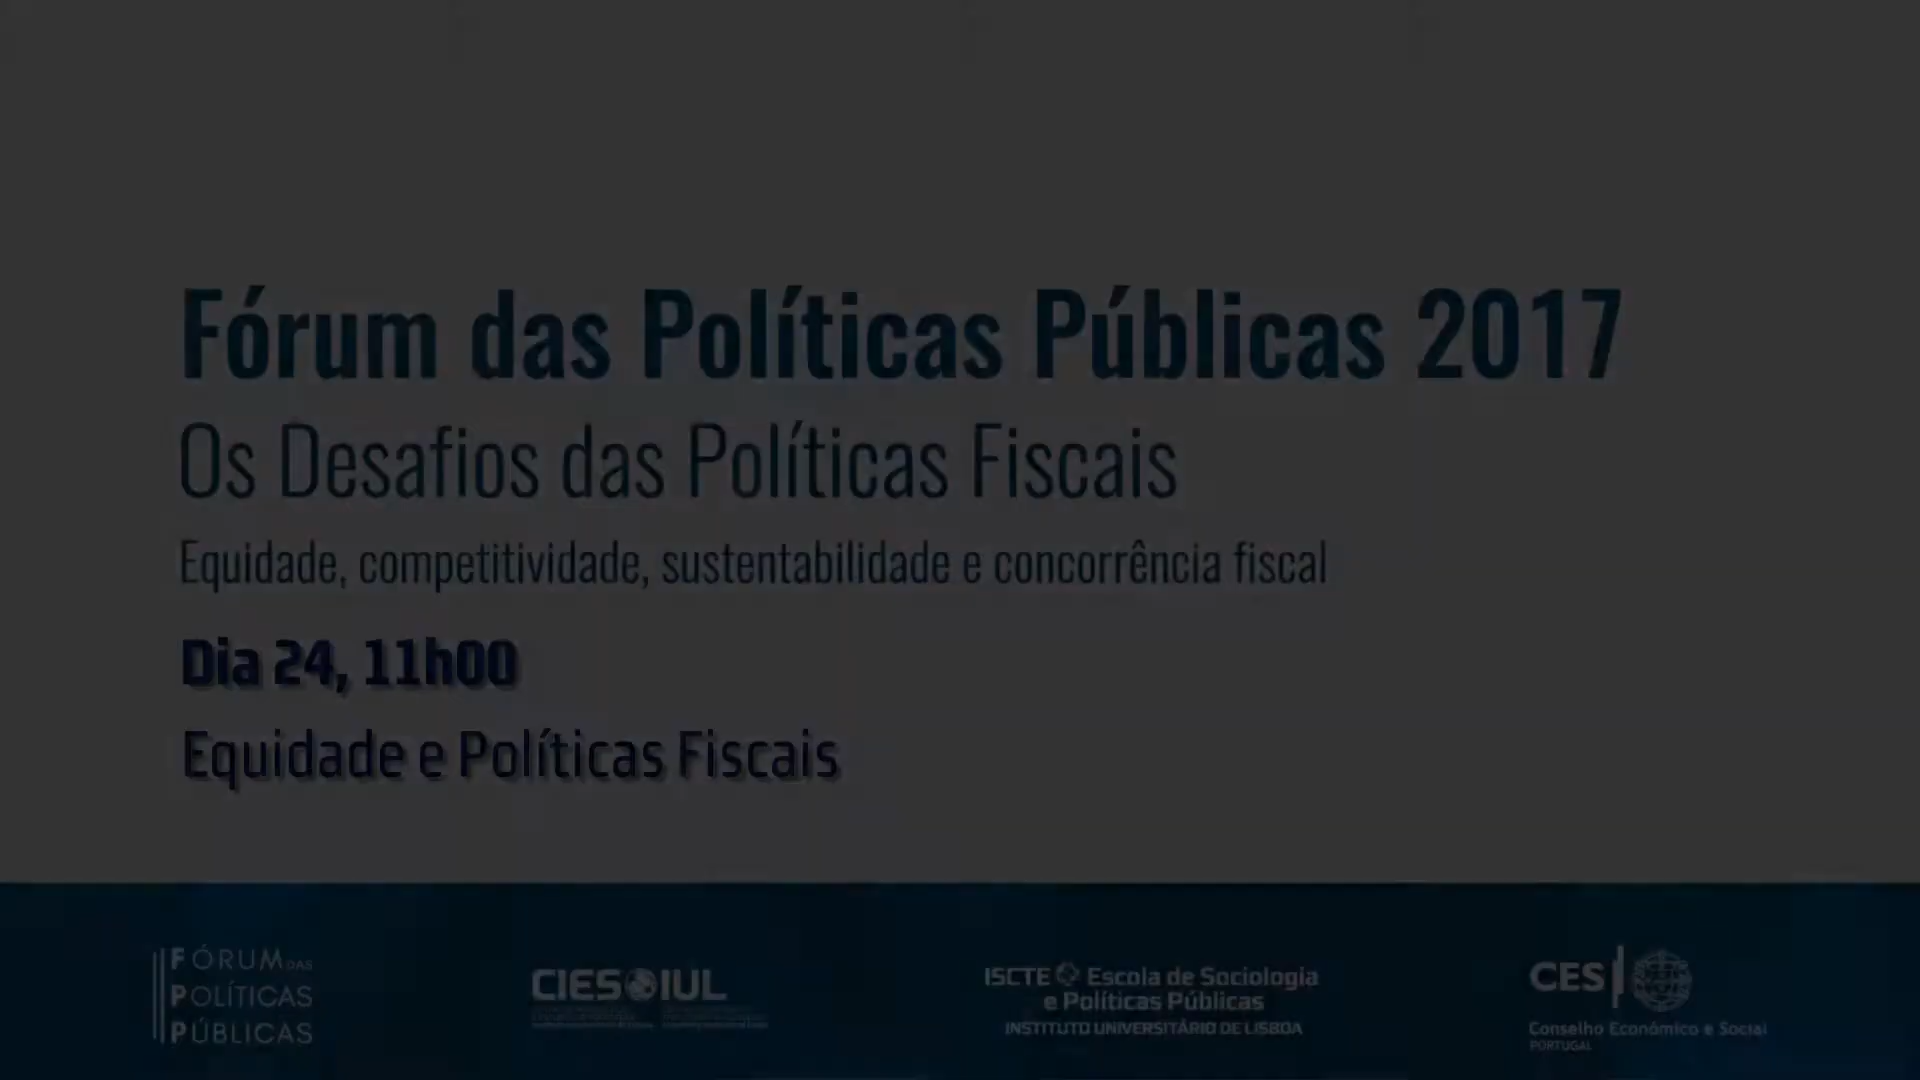 Fórum das Políticas Públicas 2017
Os Desafios das Políticas Fiscais
Equidade, competitividade, sustentabilidade e concorrência fiscal
Dia 24, 11h00
Equidade e Políticas Fiscais
FÓRUM DAS
POLÍTICAS
PÚBLICAS
CIES IUL
ISCTE Escola de Sociologia
e Políticas Públicas
INSTITUTO UNIVERSITÁRIO DE LISBOA
CES
Conselho Económico e Social
PORTUGAL